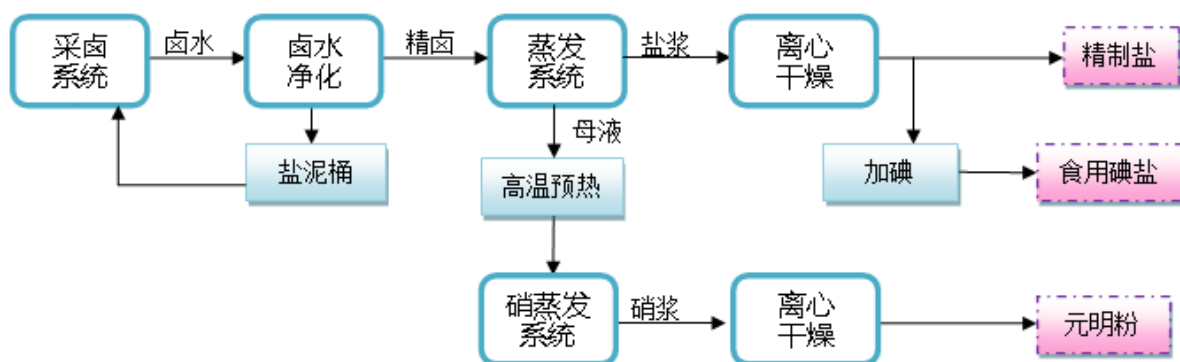 采卤
系统
卤水
卤水
净化
精卤
蒸发
系统
盐浆
离心
干燥
精制盐
母液
盐泥桶
高温预热
加碘
食用碘盐
硝蒸发
系统
硝浆
离心
干燥
元明粉